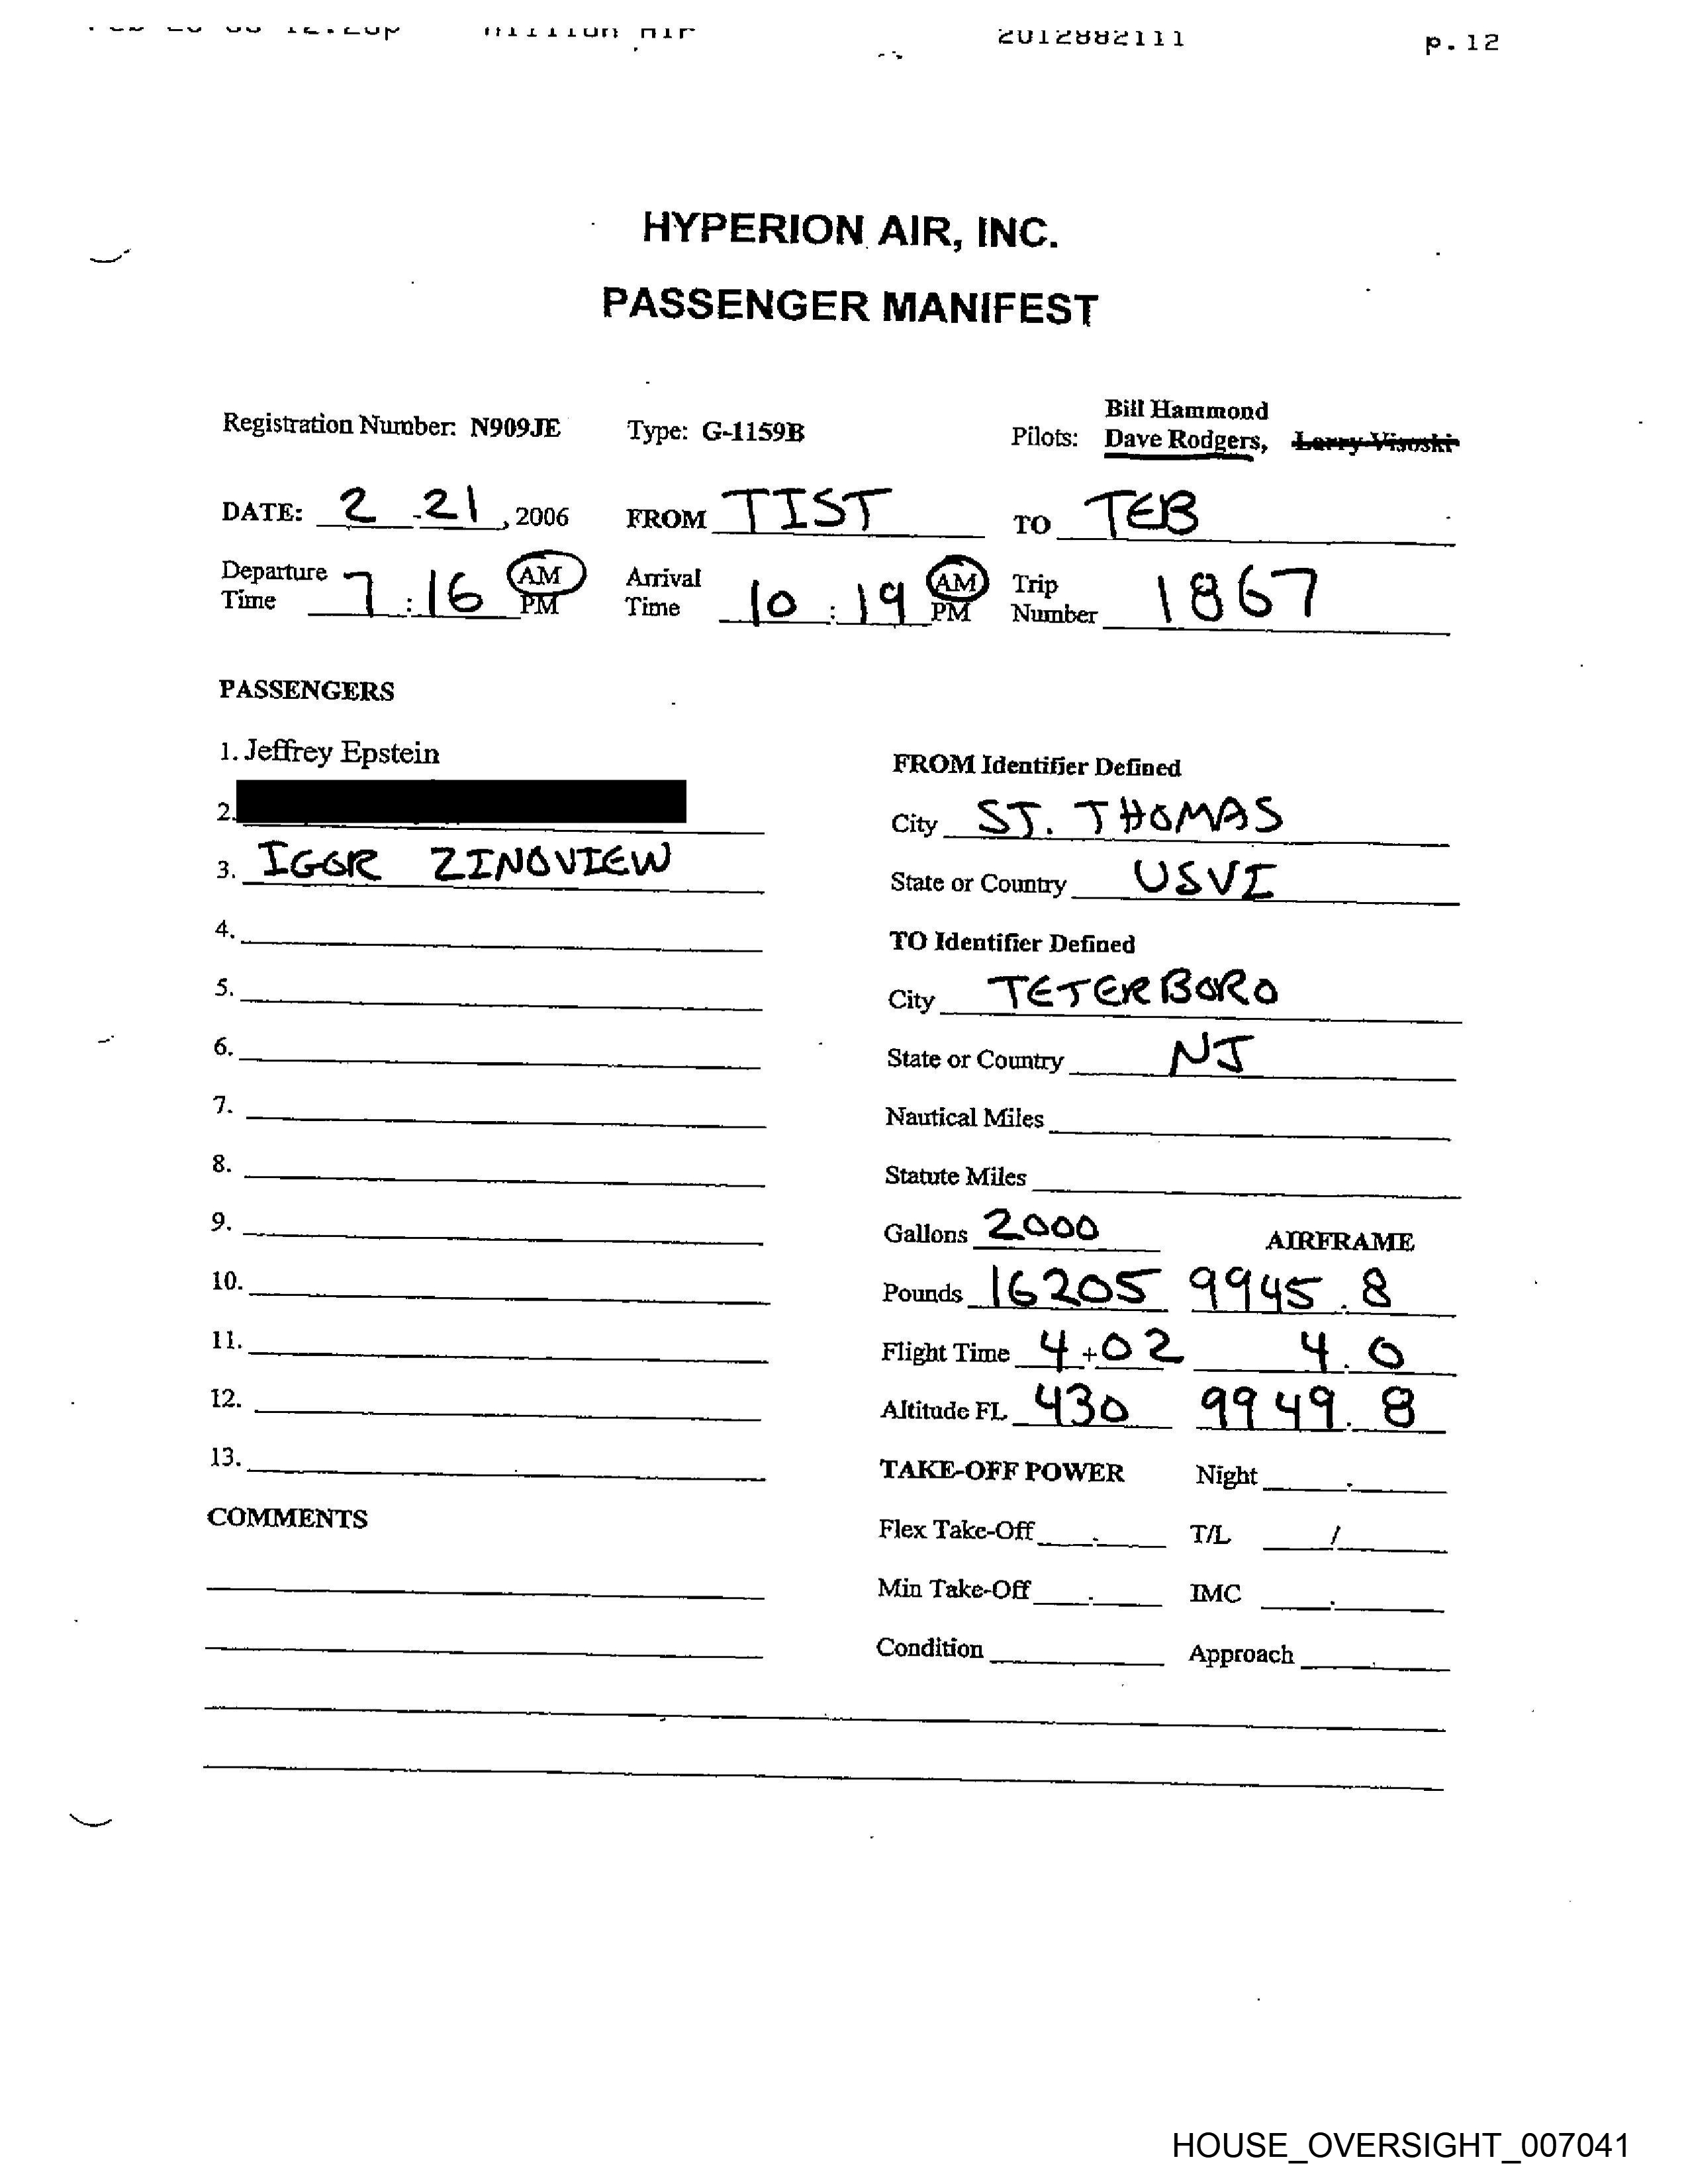 2012882111 p.12
HYPERION AIR, INC.
PASSENGER MANIFEST
Bill Hammond
Registration Number: N909JE Type: G-1159B Pilots: Dave Rodgers, Larry Visoski
DATE: 2 - 21, 2006 FROM TIST TO TEB
Departure Time 7:16 AM PM Arrival Time 10:19 AM PM Trip Number 1867
PASSENGERS
1. Jeffrey Epstein
2.
3. IGOR ZINOVIEW
4.
5.
6.
7.
8.
9.
10.
11.
12.
13.
COMMENTS
FROM Identifier Defined
City ST. THOMAS
State or Country USVI
TO Identifier Defined
City TETERBORO
State or Country NJ
Nautical Miles
Statute Miles
Gallons 2000 AIRFRAME
Pounds 16205 9945.8
Flight Time 4+02 4.0
Altitude FL 430 9949.8
TAKE-OFF POWER Night
Flex Take-Off T/L /
Min Take-Off IMC
Condition Approach
HOUSE_OVERSIGHT_007041